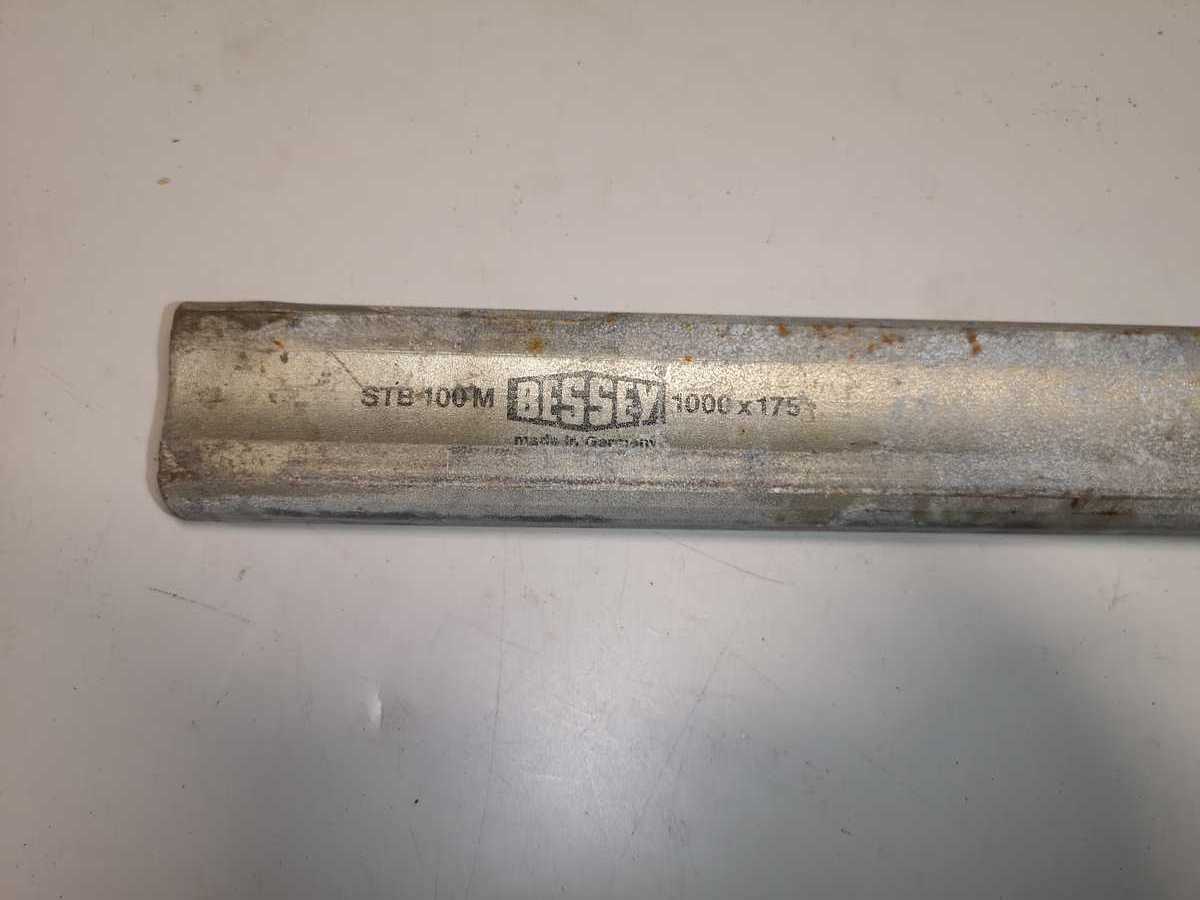 STB 100 M BESSEY 1000 x 175
made in Germany